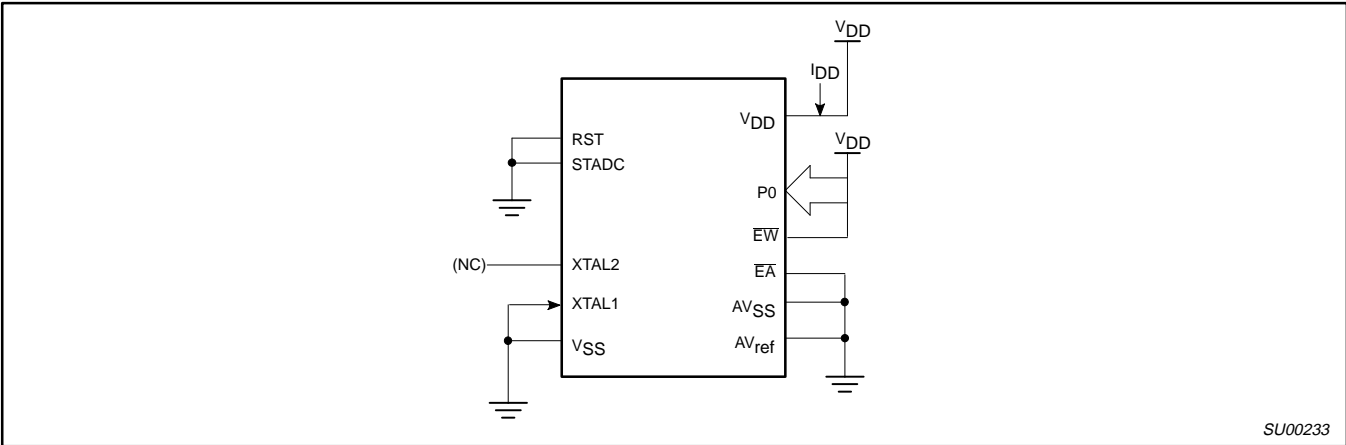 VDD
IDD
VDD
RST
STADC
VDD
P0
EW
(NC)
XTAL2
EA
XTAL1
AVSS
VSS
AVref
SU00233